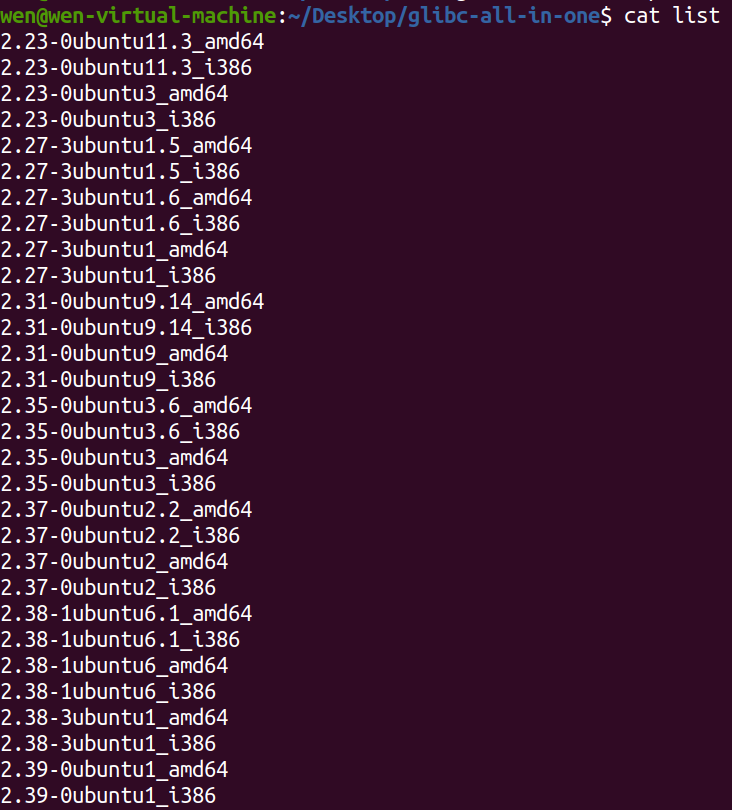 wen@wen-virtual-machine:~/Desktop/glibc-all-in-one$ cat list
2.23-0ubuntu11.3_amd64
2.23-0ubuntu11.3_i386
2.23-0ubuntu3_amd64
2.23-0ubuntu3_i386
2.27-3ubuntu1.5_amd64
2.27-3ubuntu1.5_i386
2.27-3ubuntu1.6_amd64
2.27-3ubuntu1.6_i386
2.27-3ubuntu1_amd64
2.27-3ubuntu1_i386
2.31-0ubuntu9.14_amd64
2.31-0ubuntu9.14_i386
2.31-0ubuntu9_amd64
2.31-0ubuntu9_i386
2.35-0ubuntu3.6_amd64
2.35-0ubuntu3.6_i386
2.35-0ubuntu3_amd64
2.35-0ubuntu3_i386
2.37-0ubuntu2.2_amd64
2.37-0ubuntu2.2_i386
2.37-0ubuntu2_amd64
2.37-0ubuntu2_i386
2.38-1ubuntu6.1_amd64
2.38-1ubuntu6.1_i386
2.38-1ubuntu6_amd64
2.38-1ubuntu6_i386
2.38-3ubuntu1_amd64
2.38-3ubuntu1_i386
2.39-0ubuntu1_amd64
2.39-0ubuntu1_i386